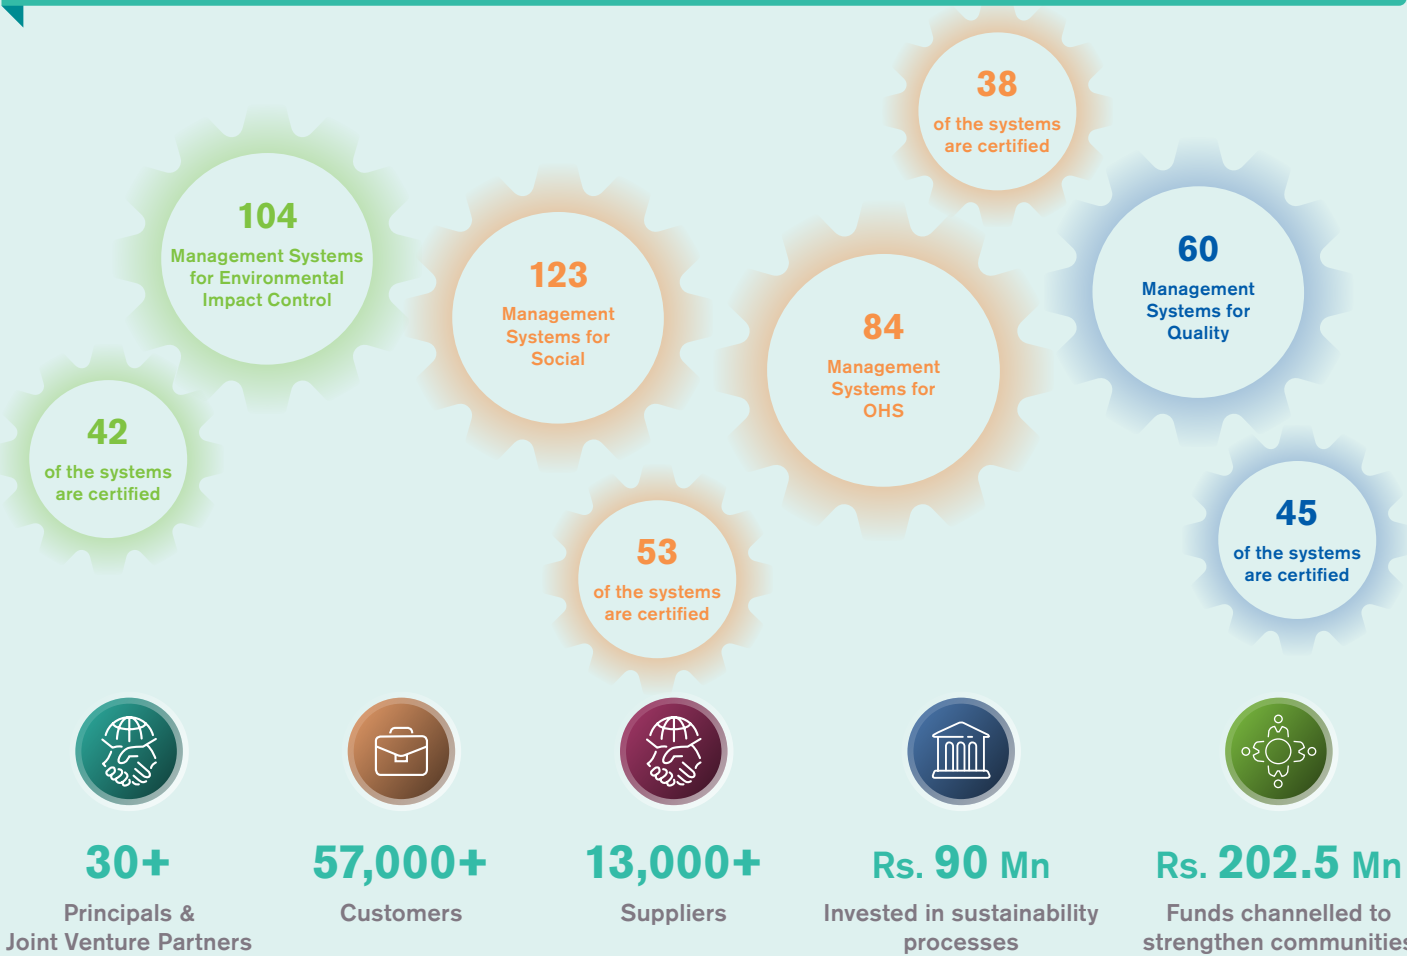 38
of the systems
are certified
104
Management Systems
for Environmental
Impact Control
123
Management
Systems for
Social
84
Management
Systems for
OHS
60
Management
Systems for
Quality
42
of the systems
are certified
53
of the systems
are certified
45
of the systems
are certified
30+
Principals &
Joint Venture Partners
57,000+
Customers
13,000+
Suppliers
Rs. 90 Mn
Invested in sustainability
processes
Rs. 202.5 Mn
Funds channelled to
strengthen communities